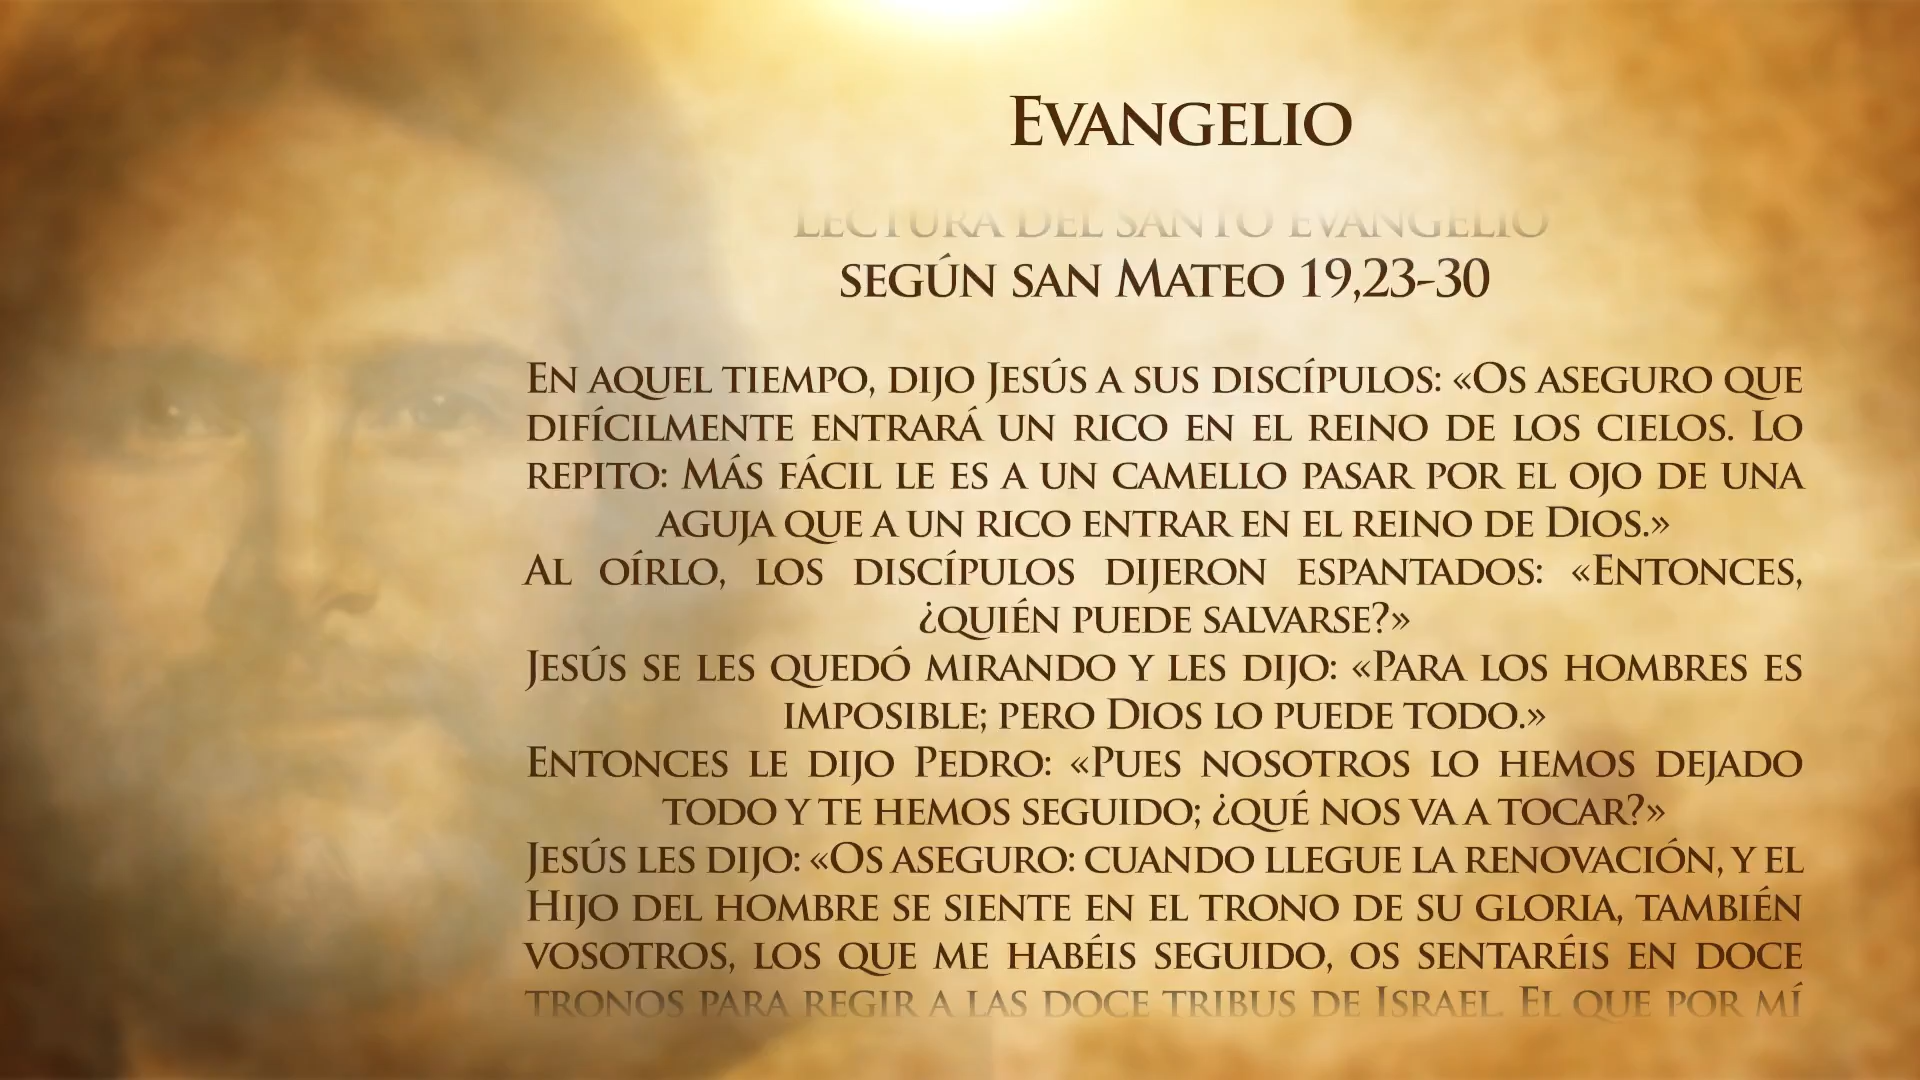 Evangelio
Lectura del santo evangelio
según san Mateo 19,23-30
En aquel tiempo, dijo Jesús a sus discípulos: «Os aseguro que
difícilmente entrará un rico en el reino de los cielos. Lo
repito: Más fácil le es a un camello pasar por el ojo de una
aguja que a un rico entrar en el reino de Dios.»
Al oírlo, los discípulos dijeron espantados: «Entonces,
¿quién puede salvarse?»
Jesús se les quedó mirando y les dijo: «Para los hombres es
imposible; pero Dios lo puede todo.»
Entonces le dijo Pedro: «Pues nosotros lo hemos dejado
todo y te hemos seguido; ¿qué nos va a tocar?»
Jesús les dijo: «Os aseguro: cuando llegue la renovación, y el
Hijo del hombre se siente en el trono de su gloria, también
vosotros, los que me habéis seguido, os sentaréis en doce
tronos para regir a las doce tribus de Israel. El que por mí